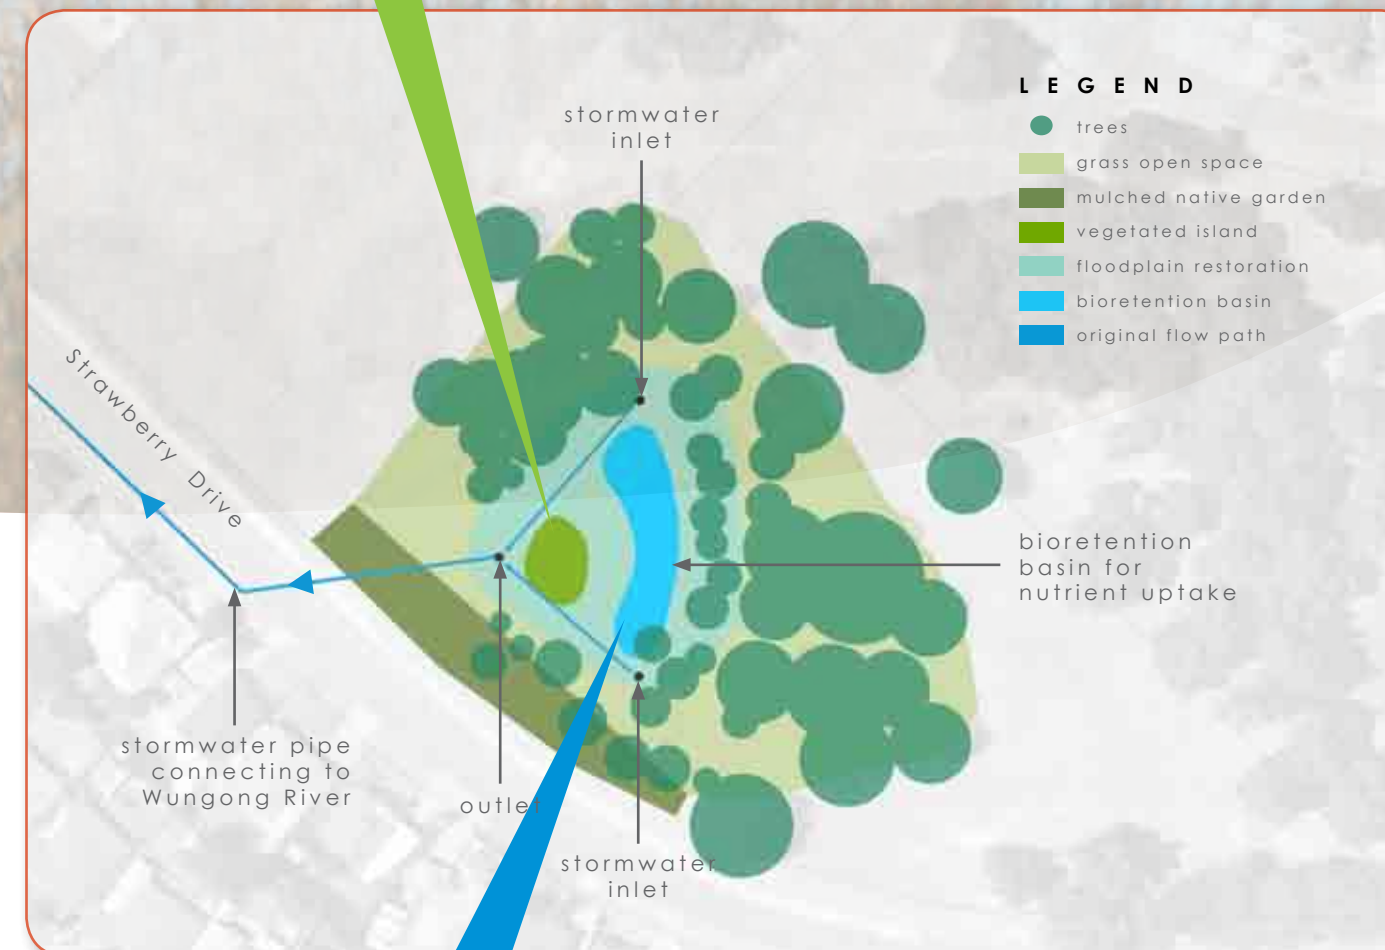 LEGEND
trees
grass open space
mulched native garden
vegetated island
floodplain restoration
bioretention basin
original flow path
stormwater
inlet
Strawberry Drive
bioretention
basin for
nutrient uptake
stormwater pipe
connecting to
Wungong River
outlet
stormwater
inlet